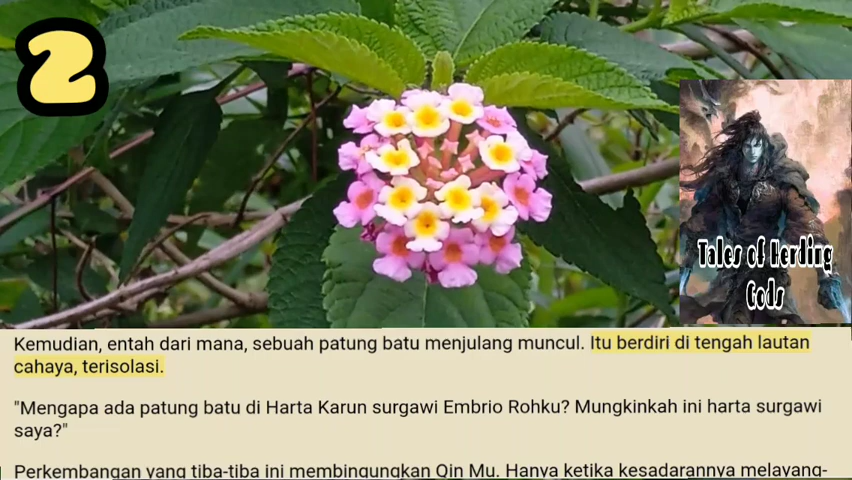 2
Tales of Herding
Gods
Kemudian, entah dari mana, sebuah patung batu menjulang muncul. Itu berdiri di tengah lautan
cahaya, terisolasi.
"Mengapa ada patung batu di Harta Karun surgawi Embrio Rohku? Mungkinkah ini harta surgawi
saya?"
Perkembangan yang tiba-tiba ini membingungkan Qin Mu. Hanya ketika kesadarannya melayang-